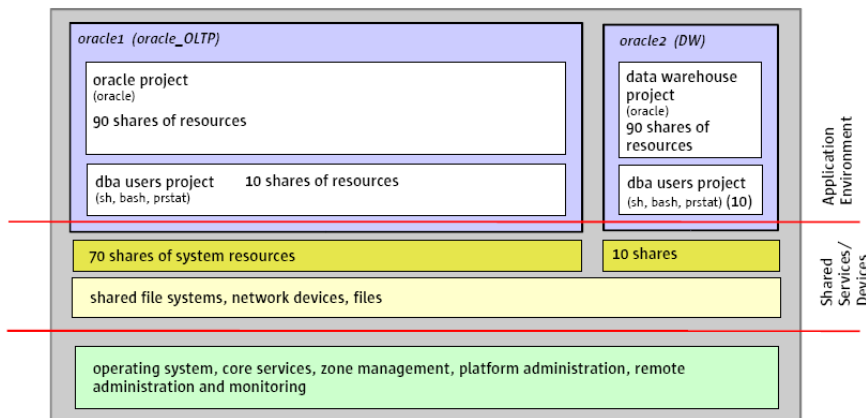 oracle1 (oracle_OLTP)
oracle project
(oracle)
90 shares of resources
dba users project 10 shares of resources
(sh, bash, prstat)
oracle2 (DW)
data warehouse
project
(oracle)
90 shares of
resources
dba users project
(sh, bash, prstat) (10)
Application
Environment
70 shares of system resources
10 shares
shared file systems, network devices, files
Shared
Services/
Devices
operating system, core services, zone management, platform administration, remote
administration and monitoring